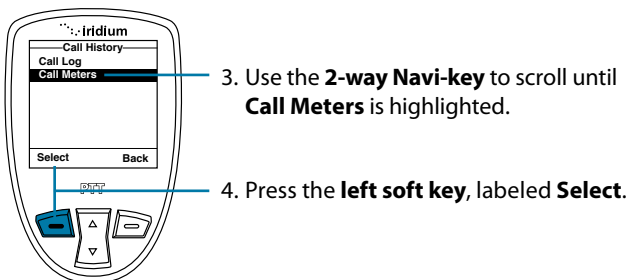 iridium
Call History
Call Log
Call Meters
Select Back
PTT
3. Use the 2-way Navi-key to scroll until
Call Meters is highlighted.
4. Press the left soft key, labeled Select.